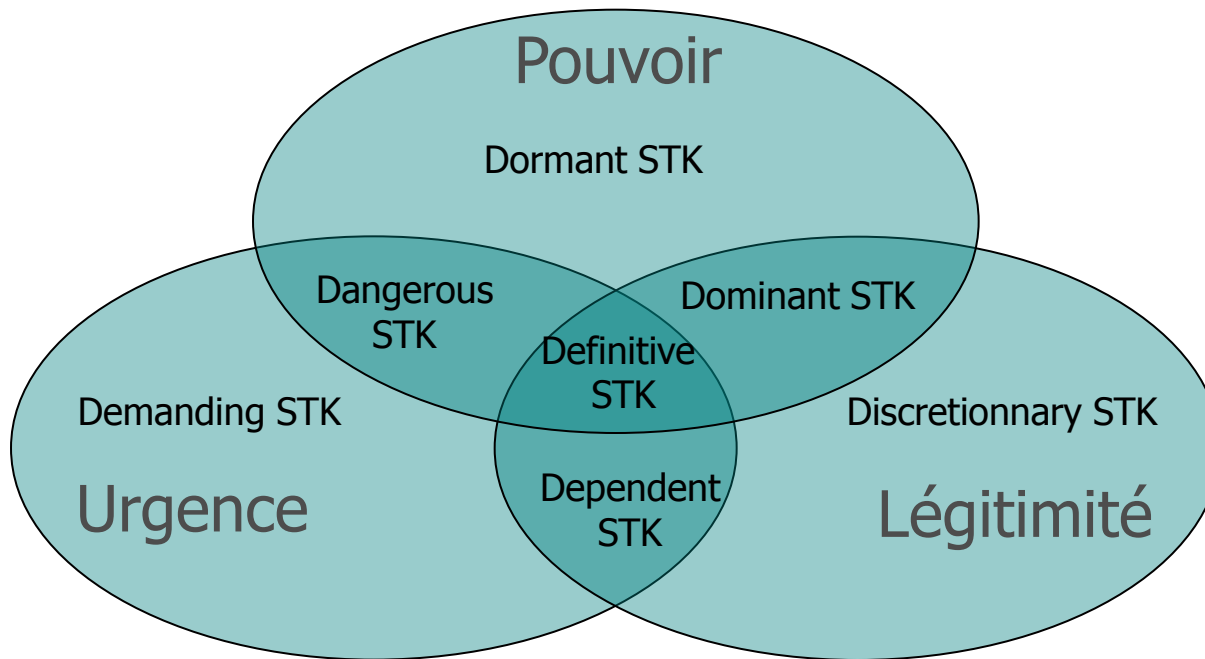 Pouvoir
Dormant STK
Dangerous
STK
Dominant STK
Definitive
STK
Demanding STK
Discretionnary STK
Urgence
Dependent
STK
Légitimité